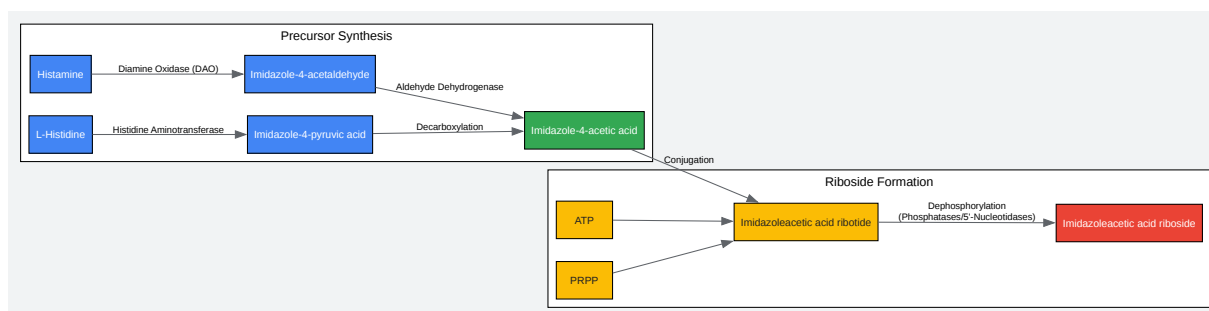 Precursor Synthesis
Histamine
Diamine Oxidase (DAO)
Imidazole-4-acetaldehyde
Aldehyde Dehydrogenase
L-Histidine
Histidine Aminotransferase
Imidazole-4-pyruvic acid
Decarboxylation
Imidazole-4-acetic acid
Conjugation
Riboside Formation
ATP
PRPP
Imidazoleacetic acid ribotide
Dephosphorylation
(Phosphatases/5'-Nucleotidases)
Imidazoleacetic acid riboside